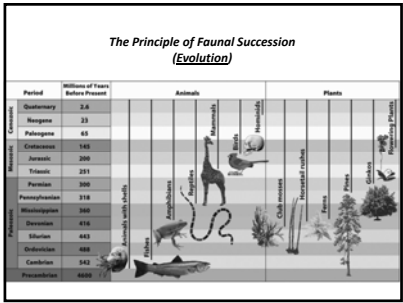 The Principle of Faunal Succession
(Evolution)
Period
Millions of Years
Before Present
Animals
Plants
Cenozoic
Quaternary 2.6
Neogene 23
Paleogene 65
Mesozoic
Cretaceous 145
Jurassic 200
Triassic 251
Paleozoic
Permian 300
Pennsylvanian 318
Mississippian 360
Devonian 416
Silurian 443
Ordovician 488
Cambrian 542
Precambrian 4600
Animals with shells
Fishes
Amphibians
Reptiles
Mammals
Birds
Hominids
Club mosses
Horsetail rushes
Ferns
Pines
Ginkos
Flowering Plants